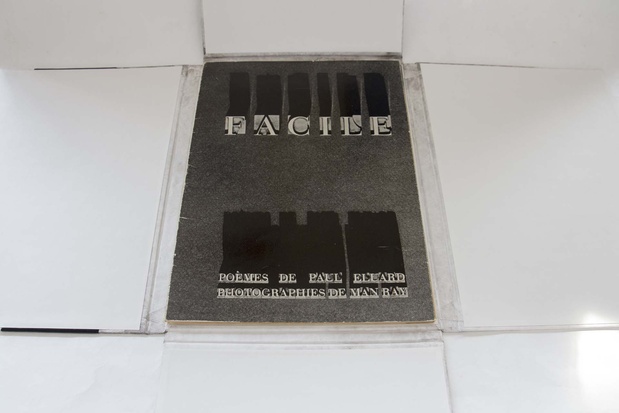 FACILE
POÈMES DE PAUL ELUARD
PHOTOGRAPHIES DE MAN RAY